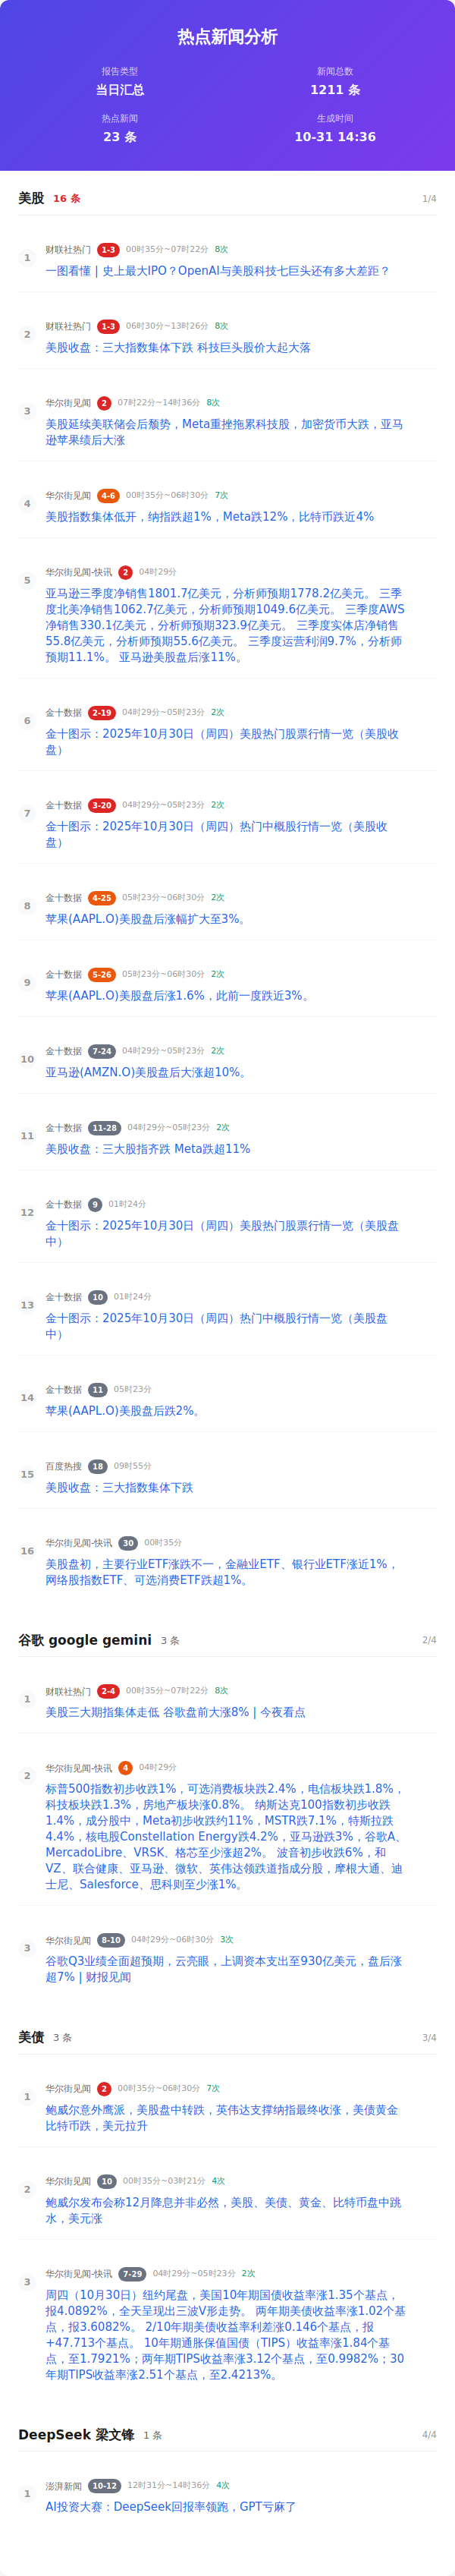 热点新闻分析
报告类型
当日汇总
新闻总数
1211 条
热点新闻
23 条
生成时间
10-31 14:36
美股 16 条 1/4
1
财联社热门 1-3 00时35分~07时22分 8次
一图看懂 | 史上最大IPO？OpenAI与美股科技七巨头还有多大差距？
2
财联社热门 1-3 06时30分~13时26分 8次
美股收盘：三大指数集体下跌 科技巨头股价大起大落
3
华尔街见闻 2 07时22分~14时36分 8次
美股延续美联储会后颓势，Meta重挫拖累科技股，加密货币大跌，亚马
逊苹果绩后大涨
4
华尔街见闻 4-6 00时35分~06时30分 7次
美股指数集体低开，纳指跌超1%，Meta跌12%，比特币跌近4%
5
华尔街见闻-快讯 2 04时29分
亚马逊三季度净销售1801.7亿美元，分析师预期1778.2亿美元。 三季
度北美净销售1062.7亿美元，分析师预期1049.6亿美元。 三季度AWS
净销售330.1亿美元，分析师预期323.9亿美元。 三季度实体店净销售
55.8亿美元，分析师预期55.6亿美元。 三季度运营利润9.7%，分析师
预期11.1%。 亚马逊美股盘后涨11%。
6
金十数据 2-19 04时29分~05时23分 2次
金十图示：2025年10月30日（周四）美股热门股票行情一览（美股收
盘）
7
金十数据 3-20 04时29分~05时23分 2次
金十图示：2025年10月30日（周四）热门中概股行情一览（美股收
盘）
8
金十数据 4-25 05时23分~06时30分 2次
苹果(AAPL.O)美股盘后涨幅扩大至3%。
9
金十数据 5-26 05时23分~06时30分 2次
苹果(AAPL.O)美股盘后涨1.6%，此前一度跌近3%。
10
金十数据 7-24 04时29分~05时23分 2次
亚马逊(AMZN.O)美股盘后大涨超10%。
11
金十数据 11-28 04时29分~05时23分 2次
美股收盘：三大股指齐跌 Meta跌超11%
12
金十数据 9 01时24分
金十图示：2025年10月30日（周四）美股热门股票行情一览（美股盘
中）
13
金十数据 10 01时24分
金十图示：2025年10月30日（周四）热门中概股行情一览（美股盘
中）
14
金十数据 11 05时23分
苹果(AAPL.O)美股盘后跌2%。
15
百度热搜 18 09时55分
美股收盘：三大指数集体下跌
16
华尔街见闻-快讯 30 00时35分
美股盘初，主要行业ETF涨跌不一，金融业ETF、银行业ETF涨近1%，
网络股指数ETF、可选消费ETF跌超1%。
谷歌 google gemini 3 条 2/4
1
财联社热门 2-4 00时35分~07时22分 8次
美股三大期指集体走低 谷歌盘前大涨8% | 今夜看点
2
华尔街见闻-快讯 4 04时29分
标普500指数初步收跌1%，可选消费板块跌2.4%，电信板块跌1.8%，
科技板块跌1.3%，房地产板块涨0.8%。 纳斯达克100指数初步收跌
1.4%，成分股中，Meta初步收跌约11%，MSTR跌7.1%，特斯拉跌
4.4%，核电股Constellation Energy跌4.2%，亚马逊跌3%，谷歌A、
MercadoLibre、VRSK、格芯至少涨超2%。 波音初步收跌6%，和
VZ、联合健康、亚马逊、微软、英伟达领跌道指成分股，摩根大通、迪
士尼、Salesforce、思科则至少涨1%。
3
华尔街见闻 8-10 04时29分~06时30分 3次
谷歌Q3业绩全面超预期，云亮眼，上调资本支出至930亿美元，盘后涨
超7% | 财报见闻
美债 3 条 3/4
1
华尔街见闻 2 00时35分~06时30分 7次
鲍威尔意外鹰派，美股盘中转跌，英伟达支撑纳指最终收涨，美债黄金
比特币跌，美元拉升
2
华尔街见闻 10 00时35分~03时21分 4次
鲍威尔发布会称12月降息并非必然，美股、美债、黄金、比特币盘中跳
水，美元涨
3
华尔街见闻-快讯 7-29 04时29分~05时23分 2次
周四（10月30日）纽约尾盘，美国10年期国债收益率涨1.35个基点，
报4.0892%，全天呈现出三波V形走势。 两年期美债收益率涨1.02个基
点，报3.6082%。 2/10年期美债收益率利差涨0.146个基点，报
+47.713个基点。 10年期通胀保值国债（TIPS）收益率涨1.84个基
点，至1.7921%；两年期TIPS收益率涨3.12个基点，至0.9982%；30
年期TIPS收益率涨2.51个基点，至2.4213%。
DeepSeek 梁文锋 1 条 4/4
1
澎湃新闻 10-12 12时31分~14时36分 4次
AI投资大赛：DeepSeek回报率领跑，GPT亏麻了